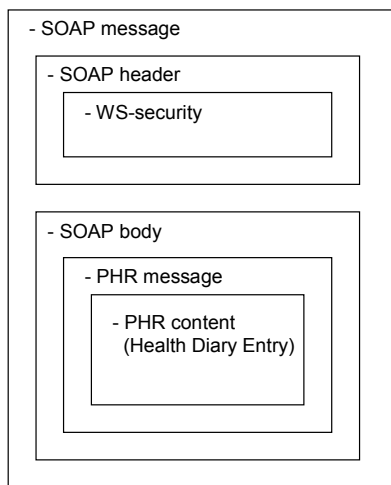 - SOAP message
- SOAP header
- WS-security
- SOAP body
- PHR message
- PHR content
(Health Diary Entry)